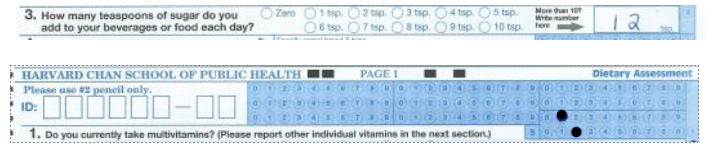 3. How many teaspoons of sugar do you ○ Zero ○ 1 tsp. ○ 2 tsp. ○ 3 tsp. ○ 4 tsp. ○ 5 tsp. More than 10?
Write number
add to your beverages or food each day? ○ 6 tsp. ○ 7 tsp. ○ 8 tsp. ○ 9 tsp. ○ 10 tsp. here 12 tsp.
HARVARD CHAN SCHOOL OF PUBLIC HEALTH PAGE 1 Dietary Assessment
Please use #2 pencil only.
ID:
1. Do you currently take multivitamins? (Please report other individual vitamins in the next section.)